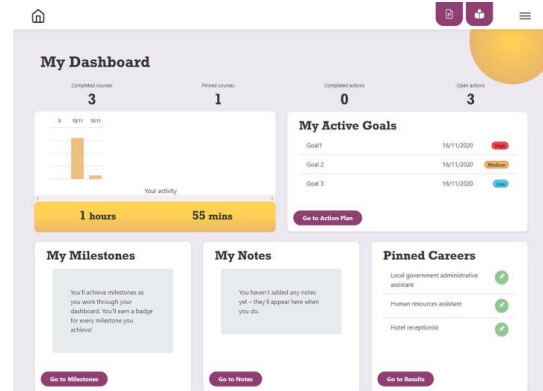 My Dashboard
Completed courses
3
Pinned courses
1
Completed actions
0
Open actions
3
0 16/11 18/11
Your activity
1 hours 55 mins
My Active Goals
Goal1 16/11/2020 High
Goal 2 16/11/2020 Medium
Goal 3 16/11/2020 Low
Go to Action Plan
My Milestones
You'll achieve milestones as
you work through your
dashboard. You'll earn a badge
for every milestone you
achieve!
Go to Milestones
My Notes
You haven't added any notes
yet – they'll appear here when
you do.
Go to Notes
Pinned Careers
Local government administrative
assistant
Human resources assistant
Hotel receptionist
Go to Results